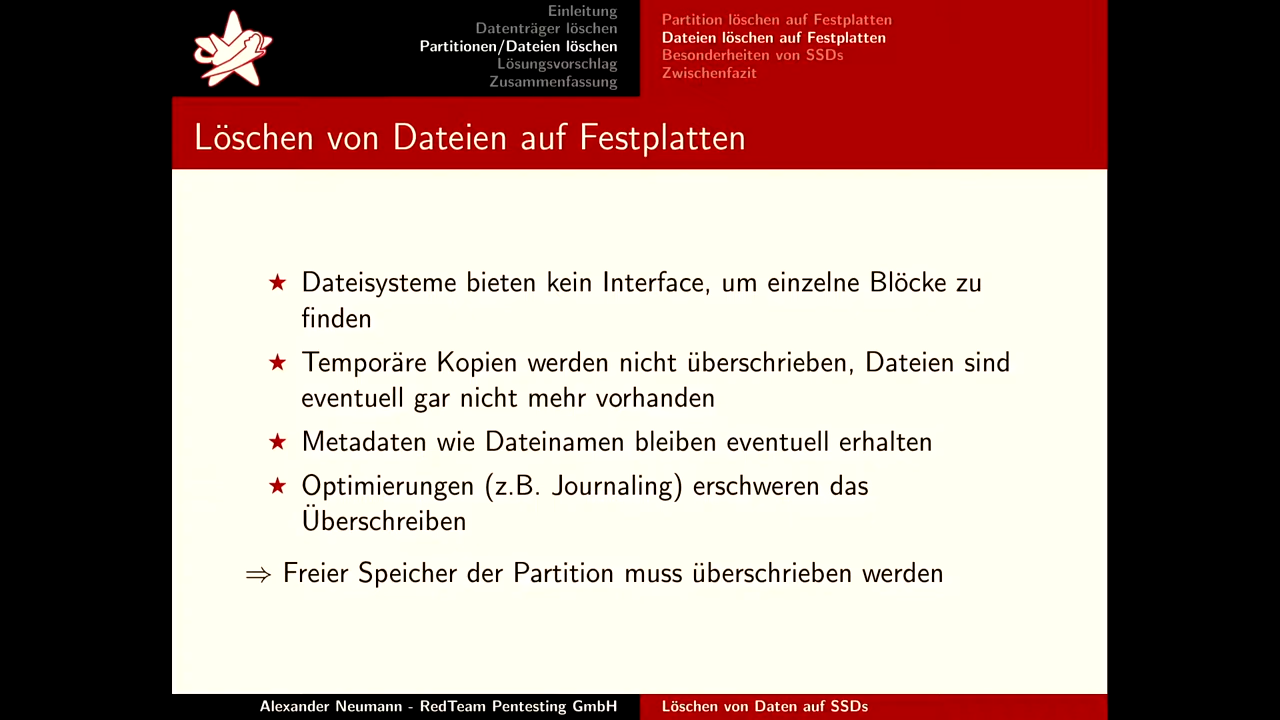 Einleitung
Datenträger löschen
Partitionen/Dateien löschen
Lösungsvorschlag
Zusammenfassung
Partition löschen auf Festplatten
Dateien löschen auf Festplatten
Besonderheiten von SSDs
Zwischenfazit
Löschen von Dateien auf Festplatten
★ Dateisysteme bieten kein Interface, um einzelne Blöcke zu
finden
★ Temporäre Kopien werden nicht überschrieben, Dateien sind
eventuell gar nicht mehr vorhanden
★ Metadaten wie Dateinamen bleiben eventuell erhalten
★ Optimierungen (z.B. Journaling) erschweren das
Überschreiben
⇒ Freier Speicher der Partition muss überschrieben werden
Alexander Neumann - RedTeam Pentesting GmbH
Löschen von Daten auf SSDs